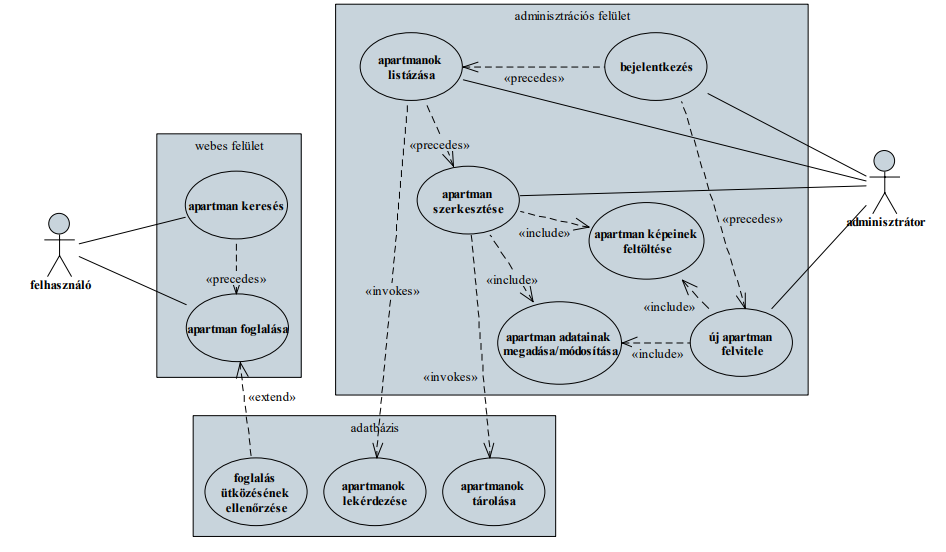 adminisztrációs felület
apartmanok
listázása
«precedes»
bejelentkezés
webes felület
«precedes»
apartman keresés
apartman
szerkesztése
«precedes»
adminisztrátor
«include»
apartman képeinek
feltöltése
felhasználó
«precedes»
«invokes»
«include»
«include»
apartman foglalása
apartman adatainak
megadása/módosítása
«include»
új apartman
felvitele
«invokes»
«extend»
adatbázis
foglalás
ütközésének
ellenőrzése
apartmanok
lekérdezése
apartmanok
tárolása